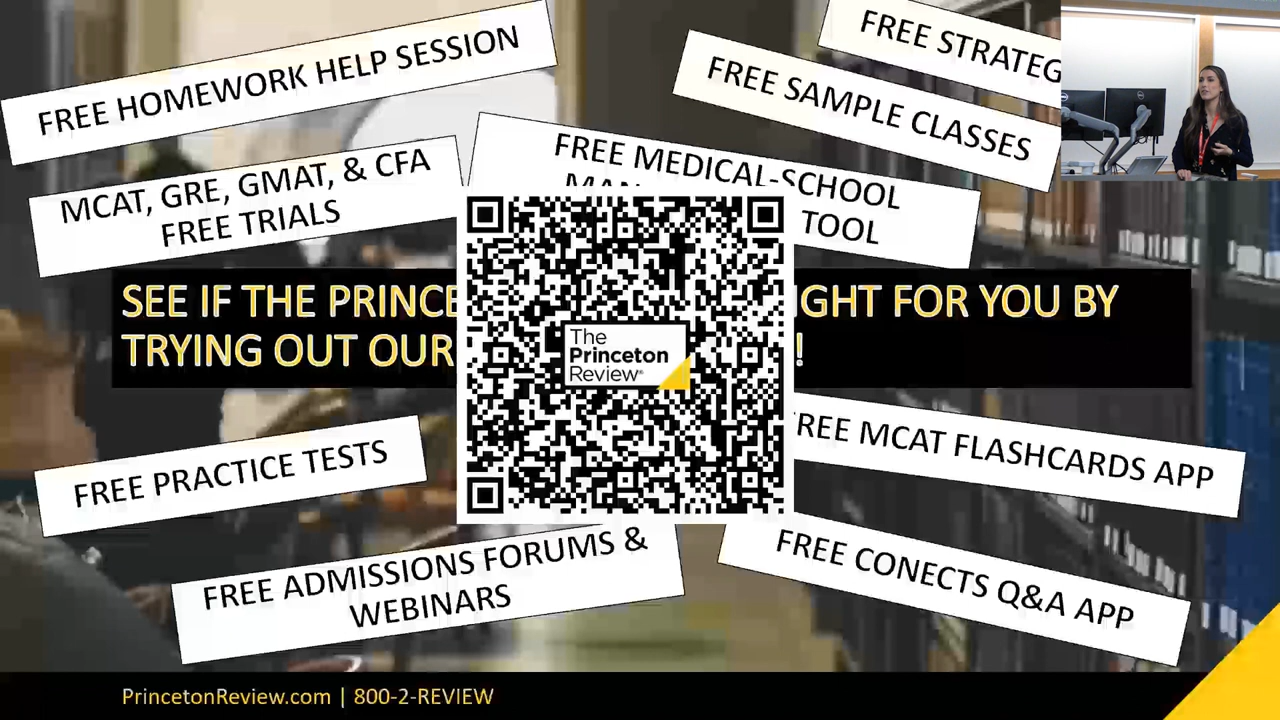 FREE HOMEWORK HELP SESSION
FREE STRATEG
FREE SAMPLE CLASSES
MCAT, GRE, GMAT, & CFA
FREE TRIALS
FREE MEDICAL-SCHOOL
TOOL
SEE IF THE PRINCE IGHT FOR YOU BY
TRYING OUT OUR !
The
Princeton
Review
FREE PRACTICE TESTS
REE MCAT FLASHCARDS APP
FREE ADMISSIONS FORUMS &
WEBINARS
FREE CONECTS Q&A APP
PrincetonReview.com | 800-2-REVIEW